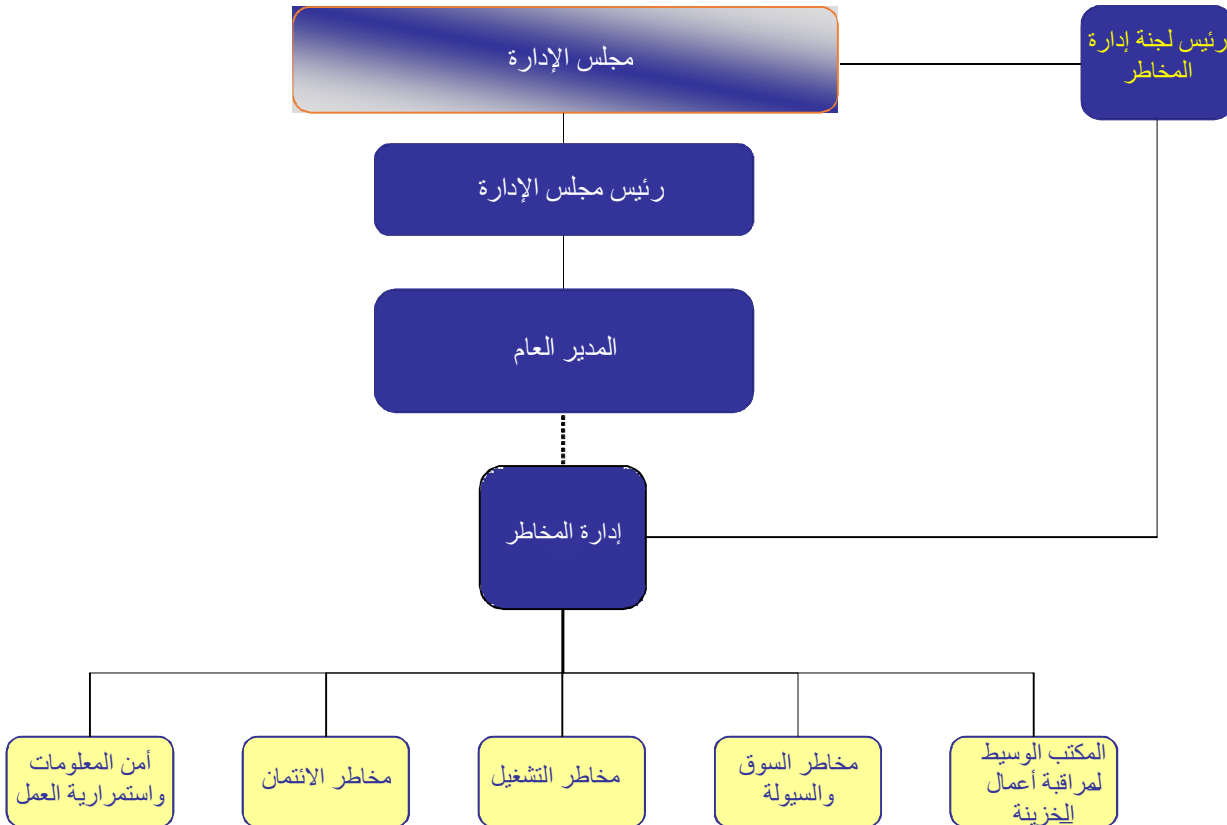 مجلس الإدارة
رئيس لجنة إدارة
المخاطر
رئيس مجلس الإدارة
المدير العام
إدارة المخاطر
المكتب الوسيط
لمراقبة أعمال
الخزينة
مخاطر السوق
والسيولة
مخاطر التشغيل
مخاطر الائتمان
أمن المعلومات
واستمرارية العمل